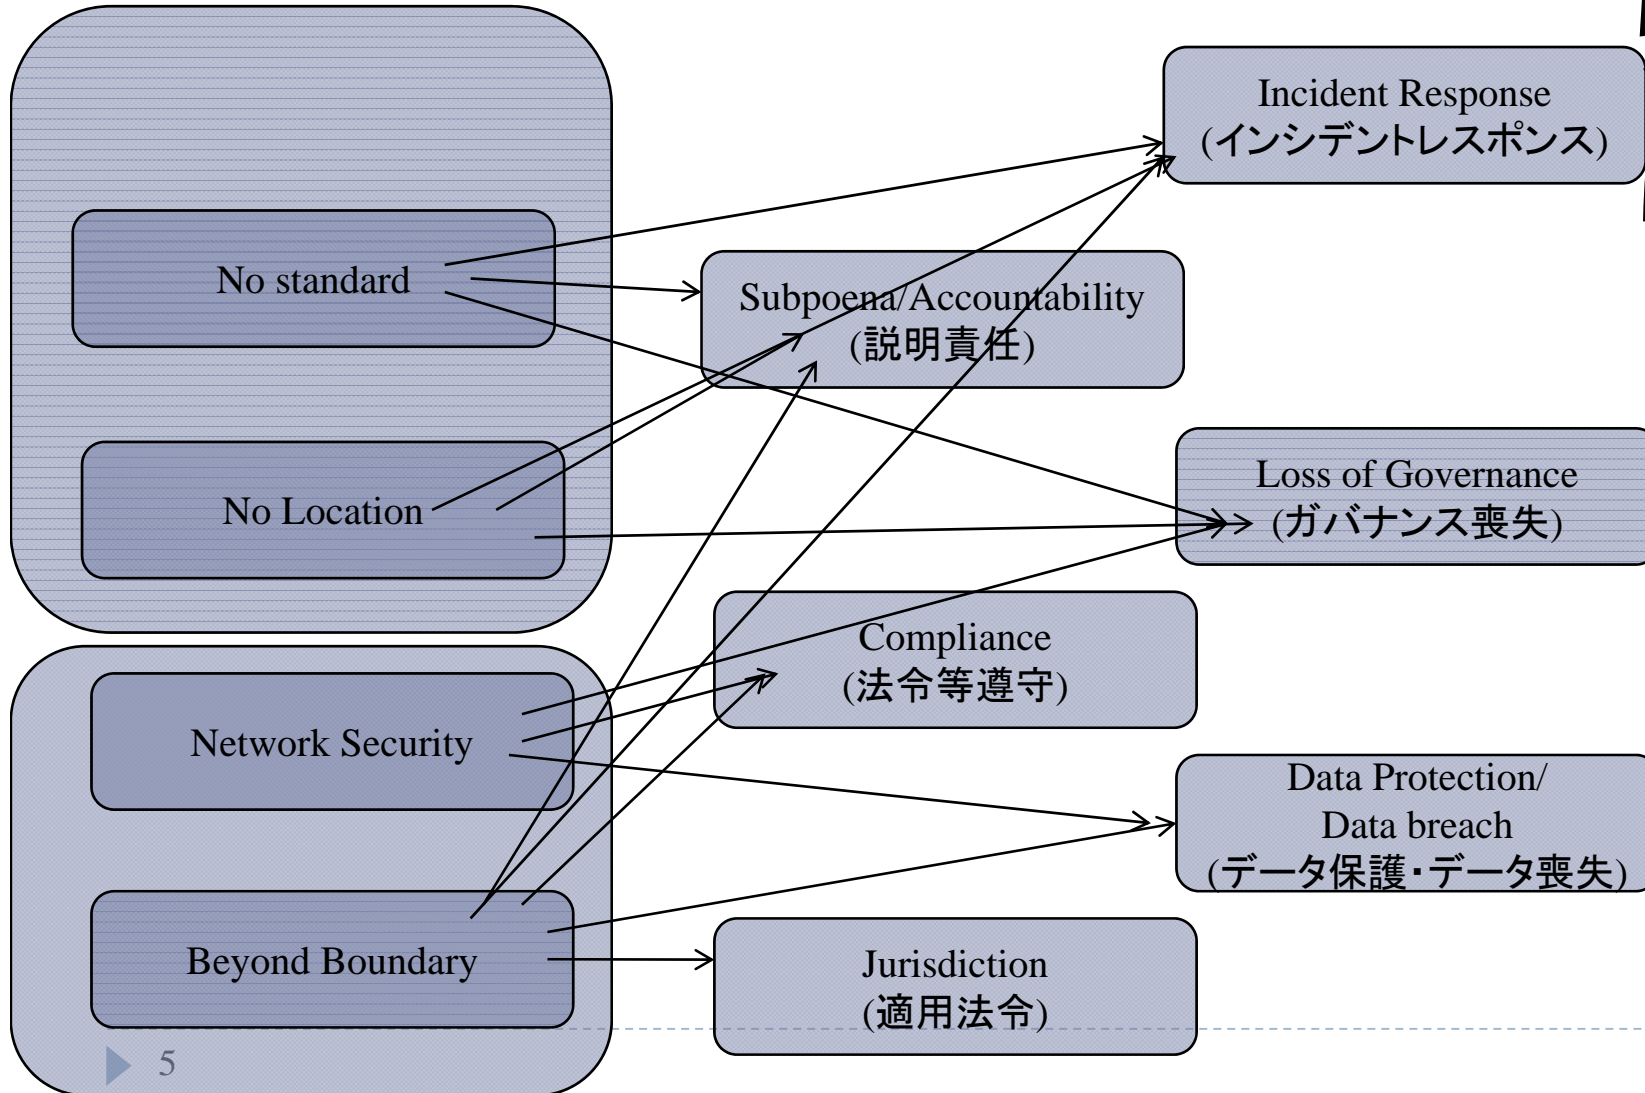 Incident Response
(インシデントレスポンス)
No standard
Subpoena/Accountability
(説明責任)
No Location
Loss of Governance
(ガバナンス喪失)
Compliance
(法令等遵守)
Network Security
Data Protection/
Data breach
(データ保護・データ喪失)
Beyond Boundary
Jurisdiction
(適用法令)
5